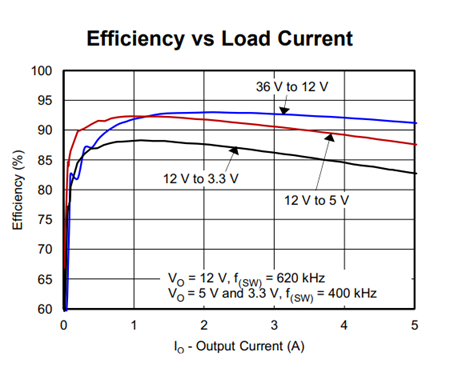 Efficiency vs Load Current
100
95
90
85
80
75
70
65
60
Efficiency (%)
36 V to 12 V
12 V to 3.3 V
12 V to 5 V
VO = 12 V, f(SW) = 620 kHz
VO = 5 V and 3.3 V, f(SW) = 400 kHz
0 1 2 3 4 5
IO - Output Current (A)